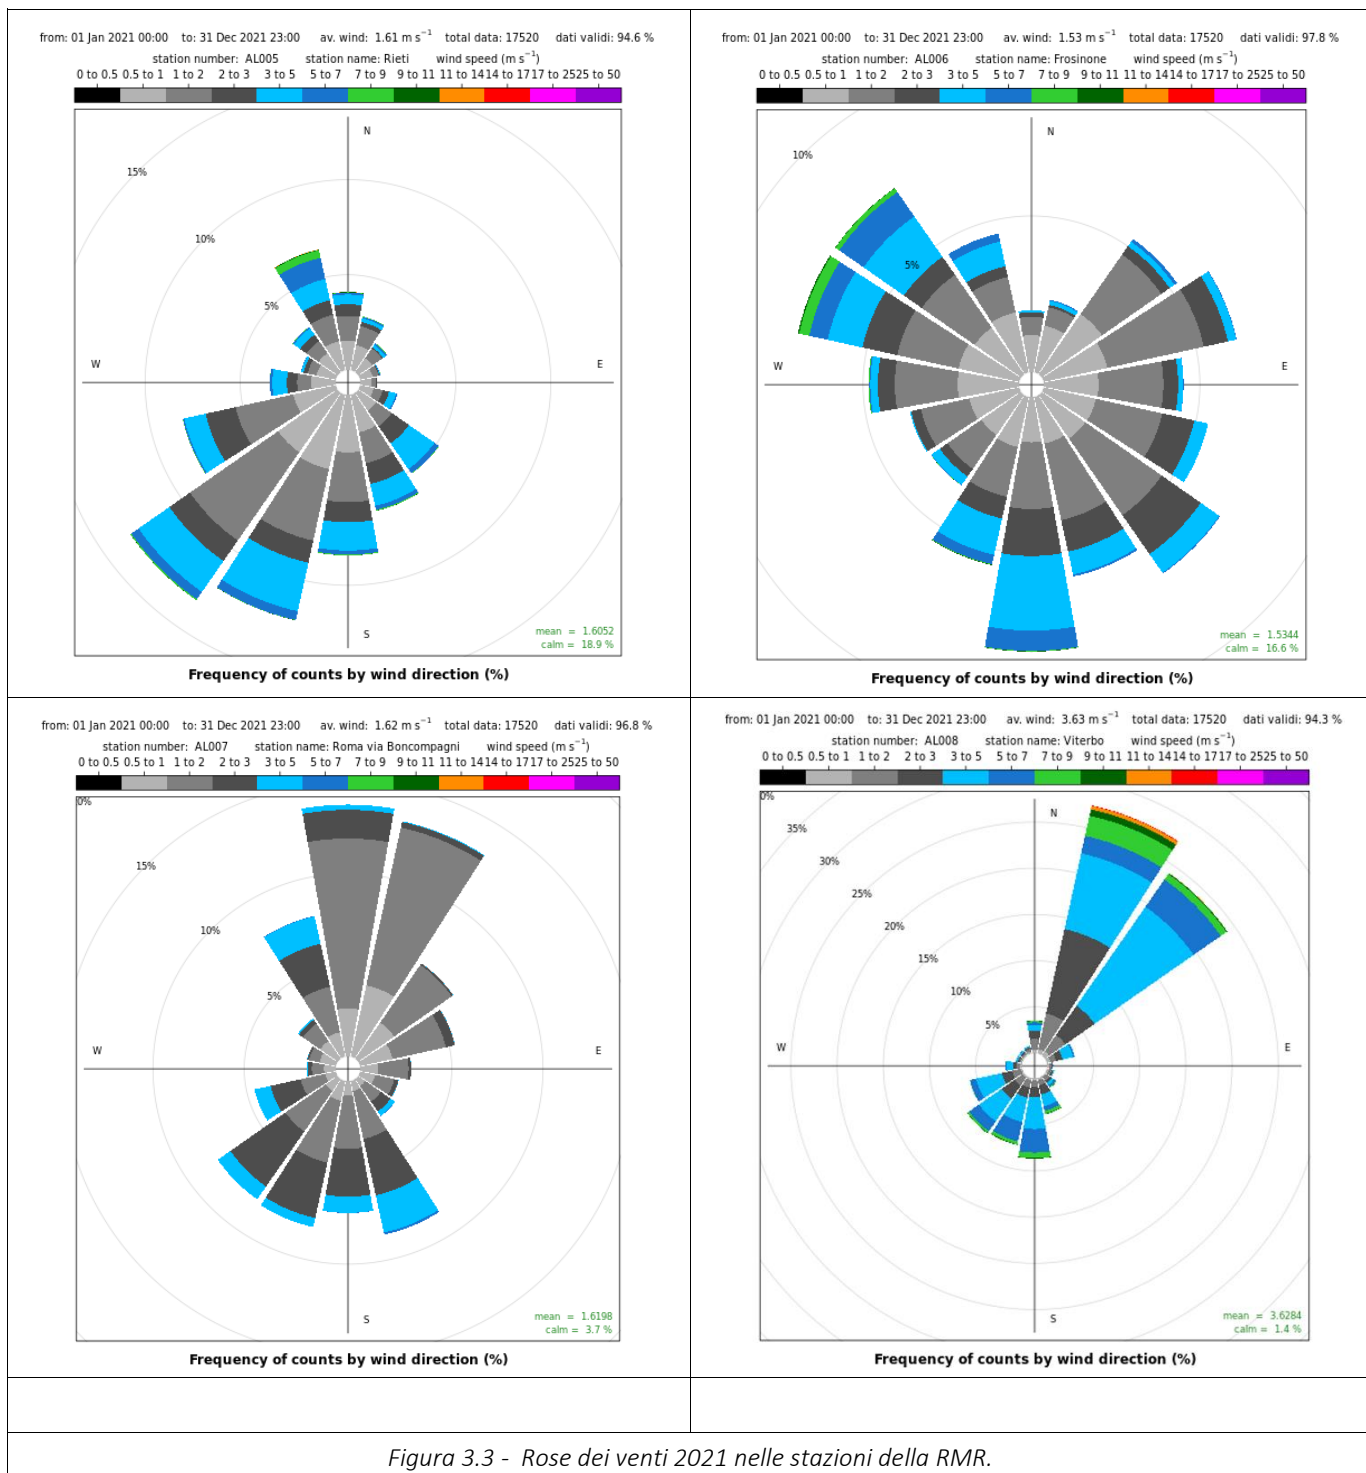 from: 01 Jan 2021 00:00 to: 31 Dec 2021 23:00 av. wind: 1.61 m s−1 total data: 17520 dati validi: 94.6 %
station number: AL005 station name: Rieti wind speed (m s−1)
0 to 0.5 0.5 to 1 1 to 2 2 to 3 3 to 5 5 to 7 7 to 9 9 to 11 11 to 14 14 to 17 17 to 25 25 to 50
N
15%
10%
5%
W
E
S
mean = 1.6052
calm = 18.9 %
Frequency of counts by wind direction (%)
from: 01 Jan 2021 00:00 to: 31 Dec 2021 23:00 av. wind: 1.53 m s−1 total data: 17520 dati validi: 97.8 %
station number: AL006 station name: Frosinone wind speed (m s−1)
0 to 0.5 0.5 to 1 1 to 2 2 to 3 3 to 5 5 to 7 7 to 9 9 to 11 11 to 14 14 to 17 17 to 25 25 to 50
N
10%
5%
W
E
S
mean = 1.5344
calm = 16.6 %
Frequency of counts by wind direction (%)
from: 01 Jan 2021 00:00 to: 31 Dec 2021 23:00 av. wind: 1.62 m s−1 total data: 17520 dati validi: 96.8 %
station number: AL007 station name: Roma via Boncompagni wind speed (m s−1)
0 to 0.5 0.5 to 1 1 to 2 2 to 3 3 to 5 5 to 7 7 to 9 9 to 11 11 to 14 14 to 17 17 to 25 25 to 50
0%
15%
10%
5%
W
E
S
mean = 1.6198
calm = 3.7 %
Frequency of counts by wind direction (%)
from: 01 Jan 2021 00:00 to: 31 Dec 2021 23:00 av. wind: 3.63 m s−1 total data: 17520 dati validi: 94.3 %
station number: AL008 station name: Viterbo wind speed (m s−1)
0 to 0.5 0.5 to 1 1 to 2 2 to 3 3 to 5 5 to 7 7 to 9 9 to 11 11 to 14 14 to 17 17 to 25 25 to 50
0%
N
35%
30%
25%
20%
15%
10%
5%
W
E
S
mean = 3.6284
calm = 1.4 %
Frequency of counts by wind direction (%)
Figura 3.3 - Rose dei venti 2021 nelle stazioni della RMR.